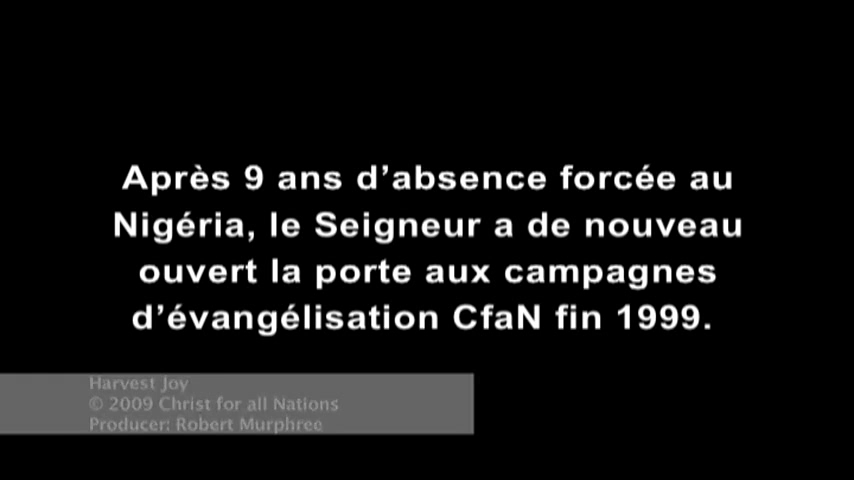 Après 9 ans d’absence forcée au
Nigéria, le Seigneur a de nouveau
ouvert la porte aux campagnes
d’évangélisation CfaN fin 1999.
Harvest Joy
© 2009 Christ for all Nations
Producer: Robert Murphree